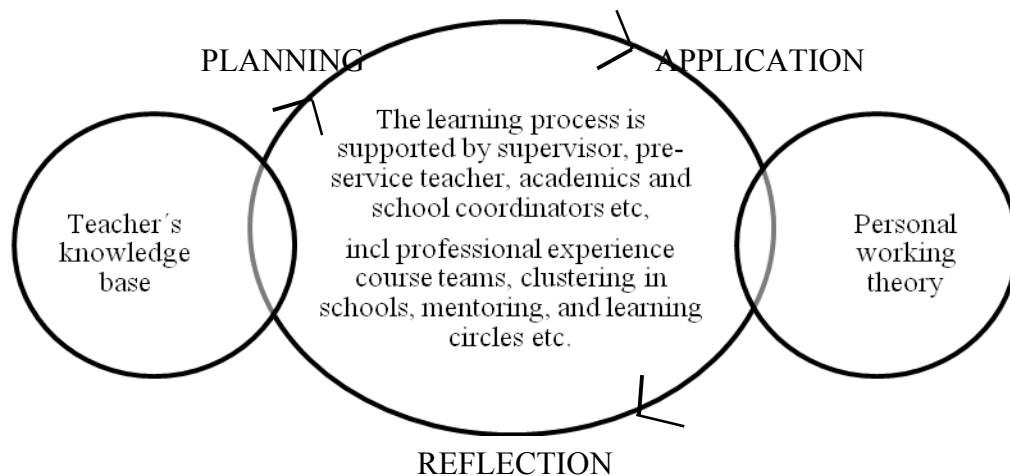 PLANNING
APPLICATION
The learning process is
supported by supervisor, pre-
service teacher, academics and
school coordinators etc,
incl professional experience
course teams, clustering in
schools, mentoring, and learning
circles etc.
Teacher´s
knowledge
base
Personal
working
theory
REFLECTION